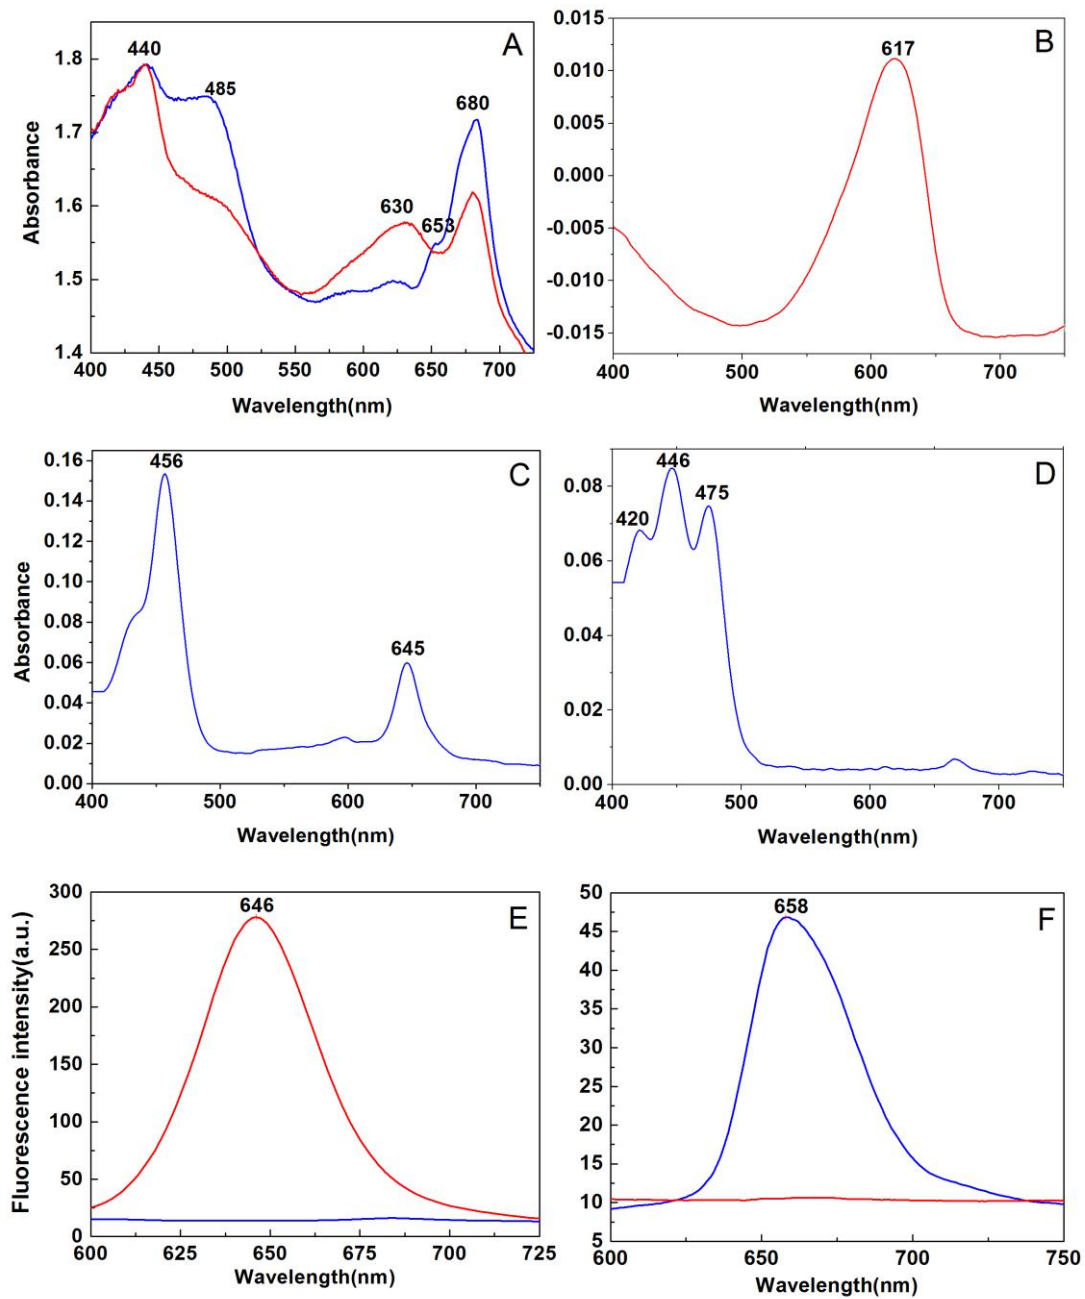 A
440
485
680
630
653
1.8
1.7
1.6
1.5
1.4
Absorbance
400 450 500 550 600 650 700
Wavelength(nm)
B
617
0.015
0.010
0.005
0.000
-0.005
-0.010
-0.015
400 500 600 700
Wavelength(nm)
C
456
645
0.16
0.14
0.12
0.10
0.08
0.06
0.04
0.02
0.00
Absorbance
400 500 600 700
Wavelength(nm)
D
446
475
420
0.08
0.06
0.04
0.02
0.00
400 500 600 700
Wavelength(nm)
E
646
300
250
200
150
100
50
0
Fluorescence intensity(a.u.)
600 625 650 675 700 725
Wavelength(nm)
F
658
50
45
40
35
30
25
20
15
10
5
600 650 700 750
Wavelength(nm)